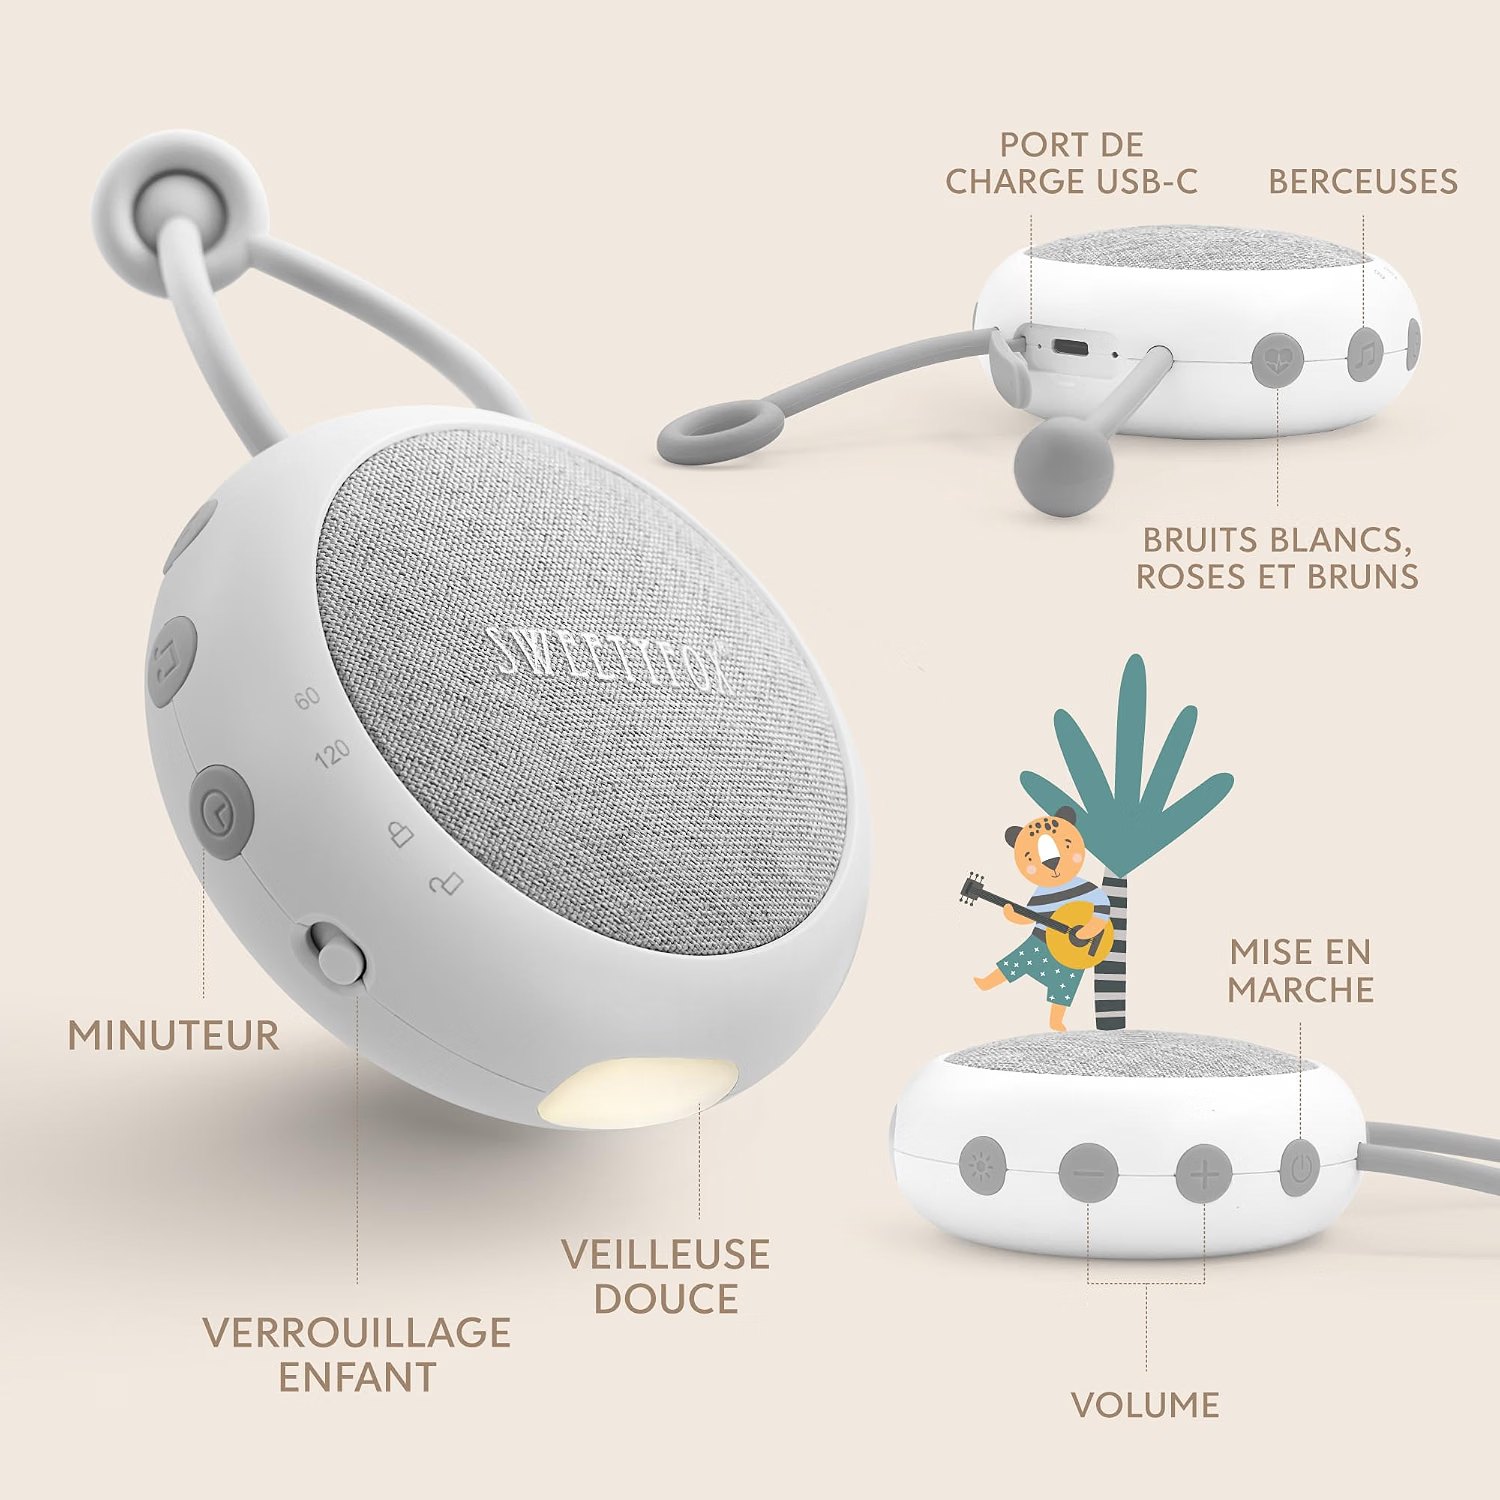 PORT DE
CHARGE USB-C
BERCEUSES
BRUITS BLANCS,
ROSES ET BRUNS
SWEETYFOX
60
120
MINUTEUR
VERROUILLAGE
ENFANT
VEILLEUSE
DOUCE
MISE EN
MARCHE
VOLUME